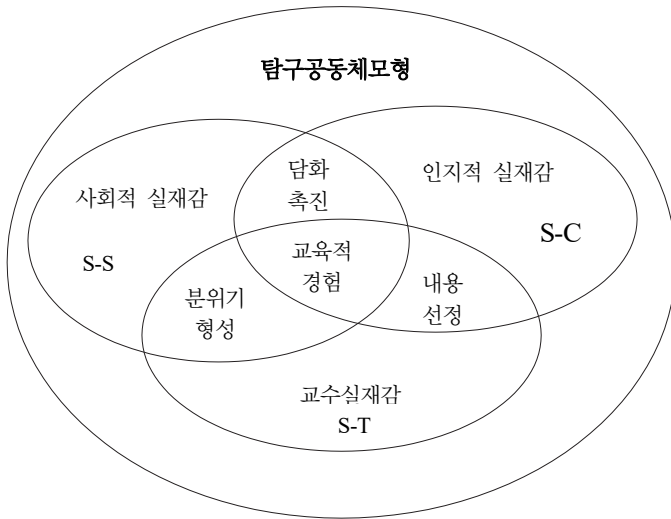 탐구공동체모형
담화
촉진
인지적 실재감
사회적 실재감
S-C
S-S
교육적
경험
내용
선정
분위기
형성
교수실재감
S-T